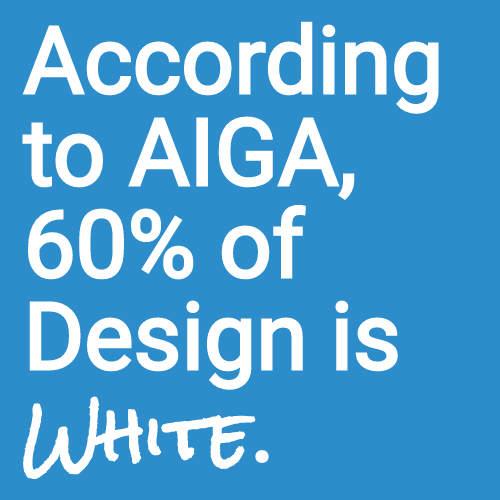 According
to AIGA,
60% of
Design is
WHITE.